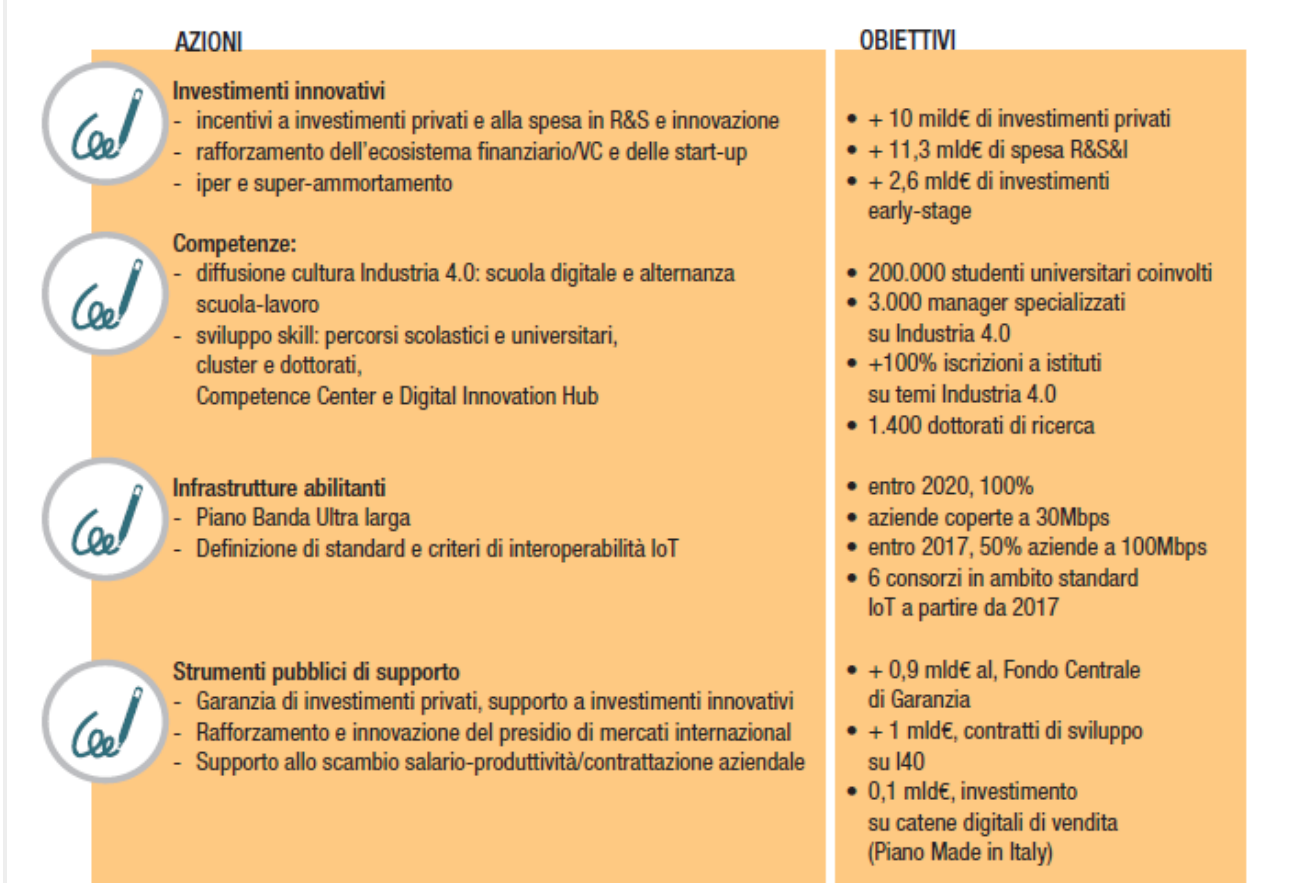 AZIONI
OBIETTIVI
Investimenti innovativi
- incentivi a investimenti privati e alla spesa in R&S e innovazione
- rafforzamento dell'ecosistema finanziario/VC e delle start-up
- iper e super-ammortamento
• + 10 mild€ di investimenti privati
• + 11,3 mld€ di spesa R&S&I
• + 2,6 mld€ di investimenti
early-stage
Competenze:
- diffusione cultura Industria 4.0: scuola digitale e alternanza
scuola-lavoro
- sviluppo skill: percorsi scolastici e universitari,
cluster e dottorati,
Competence Center e Digital Innovation Hub
• 200.000 studenti universitari coinvolti
• 3.000 manager specializzati
su Industria 4.0
• +100% iscrizioni a istituti
su temi Industria 4.0
• 1.400 dottorati di ricerca
Infrastrutture abilitanti
- Piano Banda Ultra larga
- Definizione di standard e criteri di interoperabilità IoT
• entro 2020, 100%
• aziende coperte a 30Mbps
• entro 2017, 50% aziende a 100Mbps
• 6 consorzi in ambito standard
IoT a partire da 2017
Strumenti pubblici di supporto
- Garanzia di investimenti privati, supporto a investimenti innovativi
- Rafforzamento e innovazione del presidio di mercati internazional
- Supporto allo scambio salario-produttività/contrattazione aziendale
• + 0,9 mld€ al, Fondo Centrale
di Garanzia
• + 1 mld€, contratti di sviluppo
su I40
• 0,1 mld€, investimento
su catene digitali di vendita
(Piano Made in Italy)